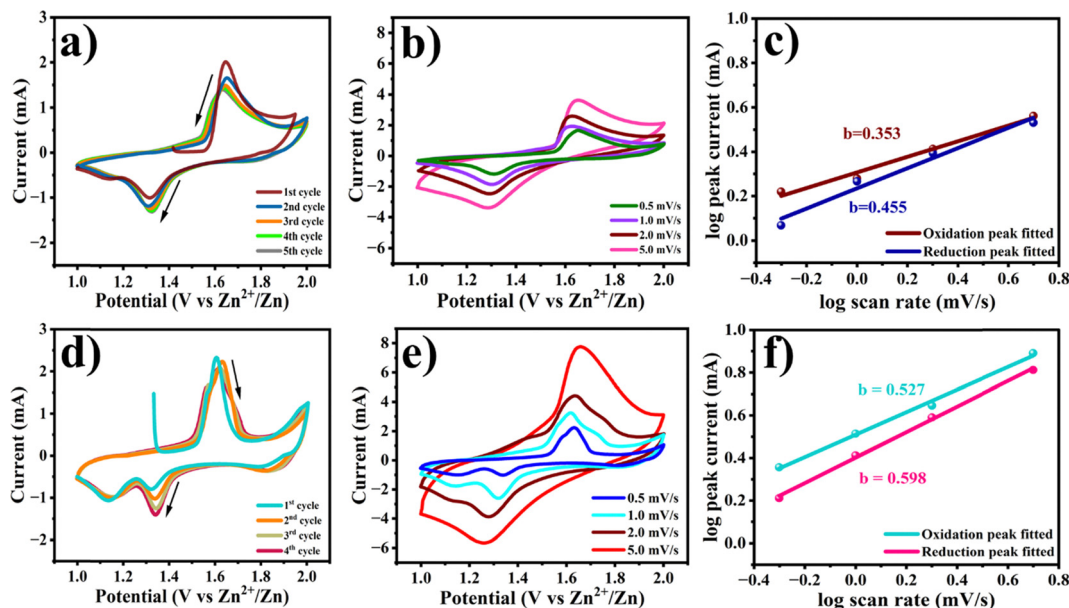 a)
Current (mA)
3
2
1
0
−1
−2
1.0 1.2 1.4 1.6 1.8 2.0
Potential (V vs Zn²⁺/Zn)
1st cycle
2nd cycle
3rd cycle
4th cycle
5th cycle
b)
Current (mA)
8
6
4
2
0
−2
−4
−6
1.0 1.2 1.4 1.6 1.8 2.0
Potential (V vs Zn²⁺/Zn)
0.5 mV/s
1.0 mV/s
2.0 mV/s
5.0 mV/s
c)
log peak current (mA)
1.0
0.8
0.6
0.4
0.2
0.0
−0.4 −0.2 0.0 0.2 0.4 0.6 0.8
log scan rate (mV/s)
b=0.353
b=0.455
Oxidation peak fitted
Reduction peak fitted
d)
Current (mA)
3
2
1
0
−1
−2
1.0 1.2 1.4 1.6 1.8 2.0
Potential (V vs Zn²⁺/Zn)
1ˢᵗ cycle
2ⁿᵈ cycle
3ʳᵈ cycle
4ᵗʰ cycle
e)
Current (mA)
8
6
4
2
0
−2
−4
−6
1.0 1.2 1.4 1.6 1.8 2.0
Potential (V vs Zn²⁺/Zn)
0.5 mV/s
1.0 mV/s
2.0 mV/s
5.0 mV/s
f)
log peak current (mA)
1.0
0.8
0.6
0.4
0.2
0.0
−0.4 −0.2 0.0 0.2 0.4 0.6 0.8
log scan rate (mV/s)
b = 0.527
b = 0.598
Oxidation peak fitted
Reduction peak fitted